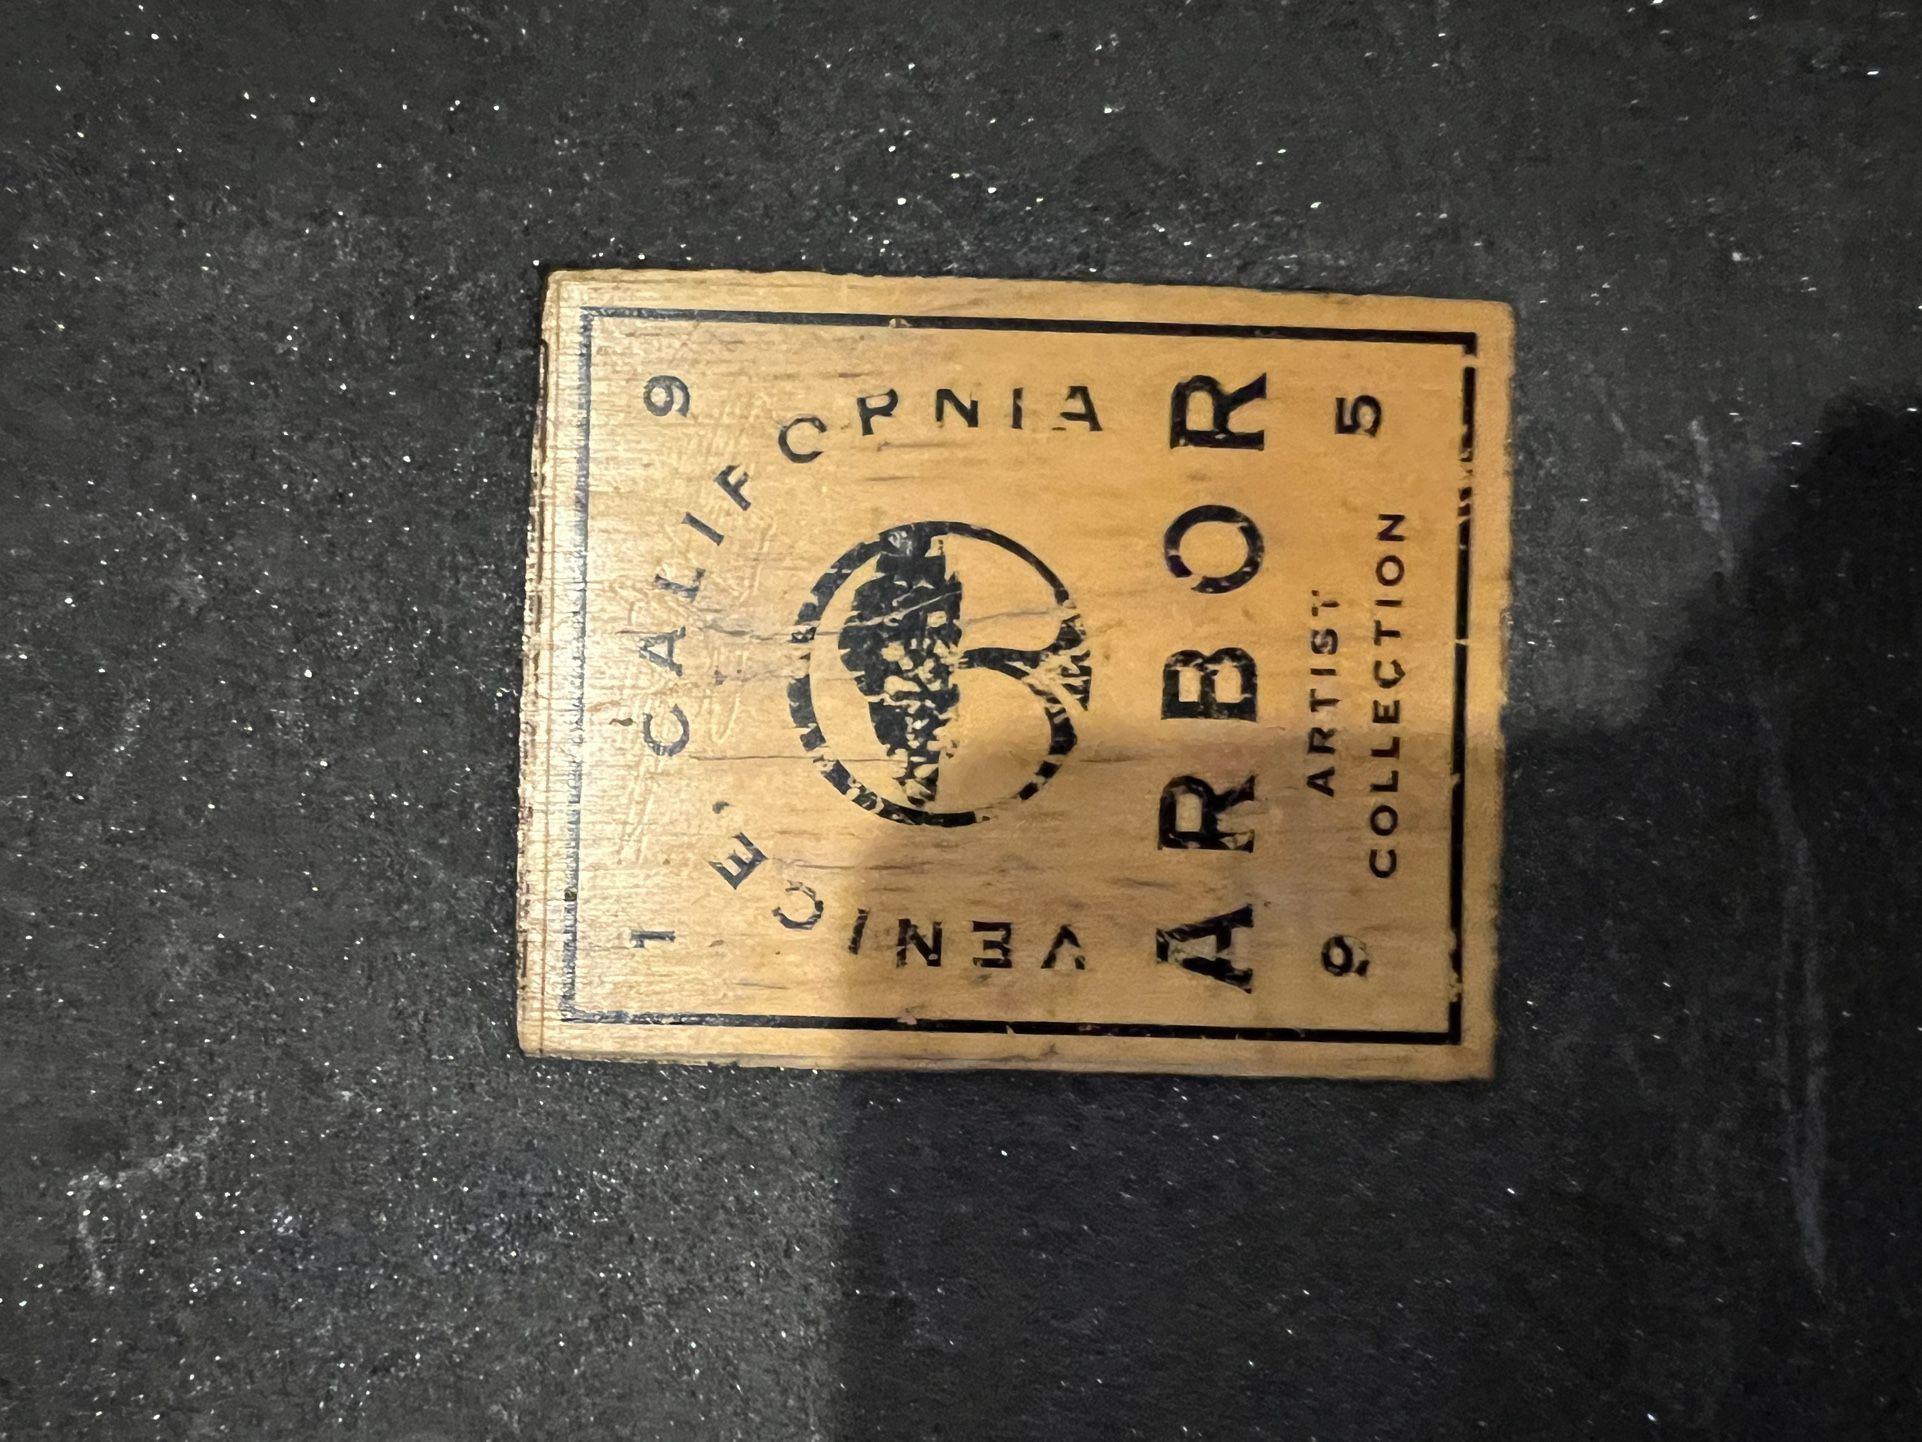 1 9
VENICE, CALIFORNIA
ARBOR
9 5
ARTIST
COLLECTION